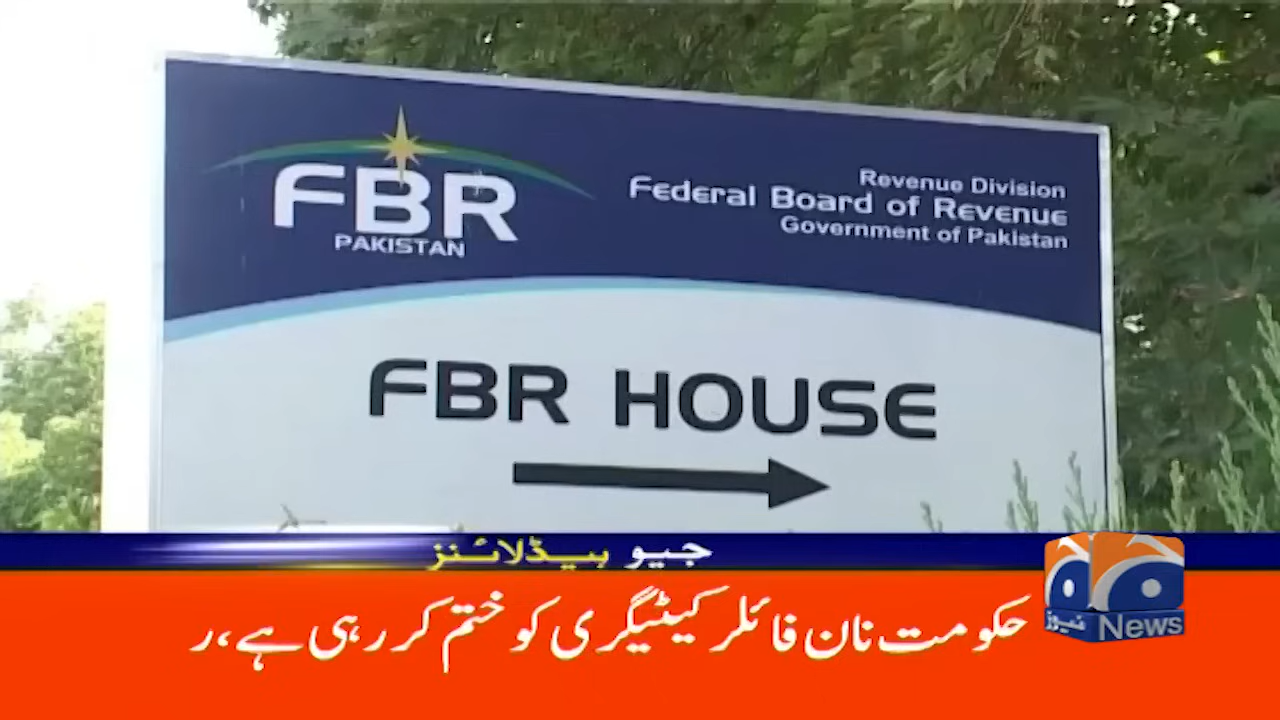 FBR
PAKISTAN
Revenue Division
Federal Board of Revenue
Government of Pakistan
FBR HOUSE
جیو ہیڈلائنز
حکومت نان فائلر کیٹیگری کو ختم کر رہی ہے، ر
نیوز News